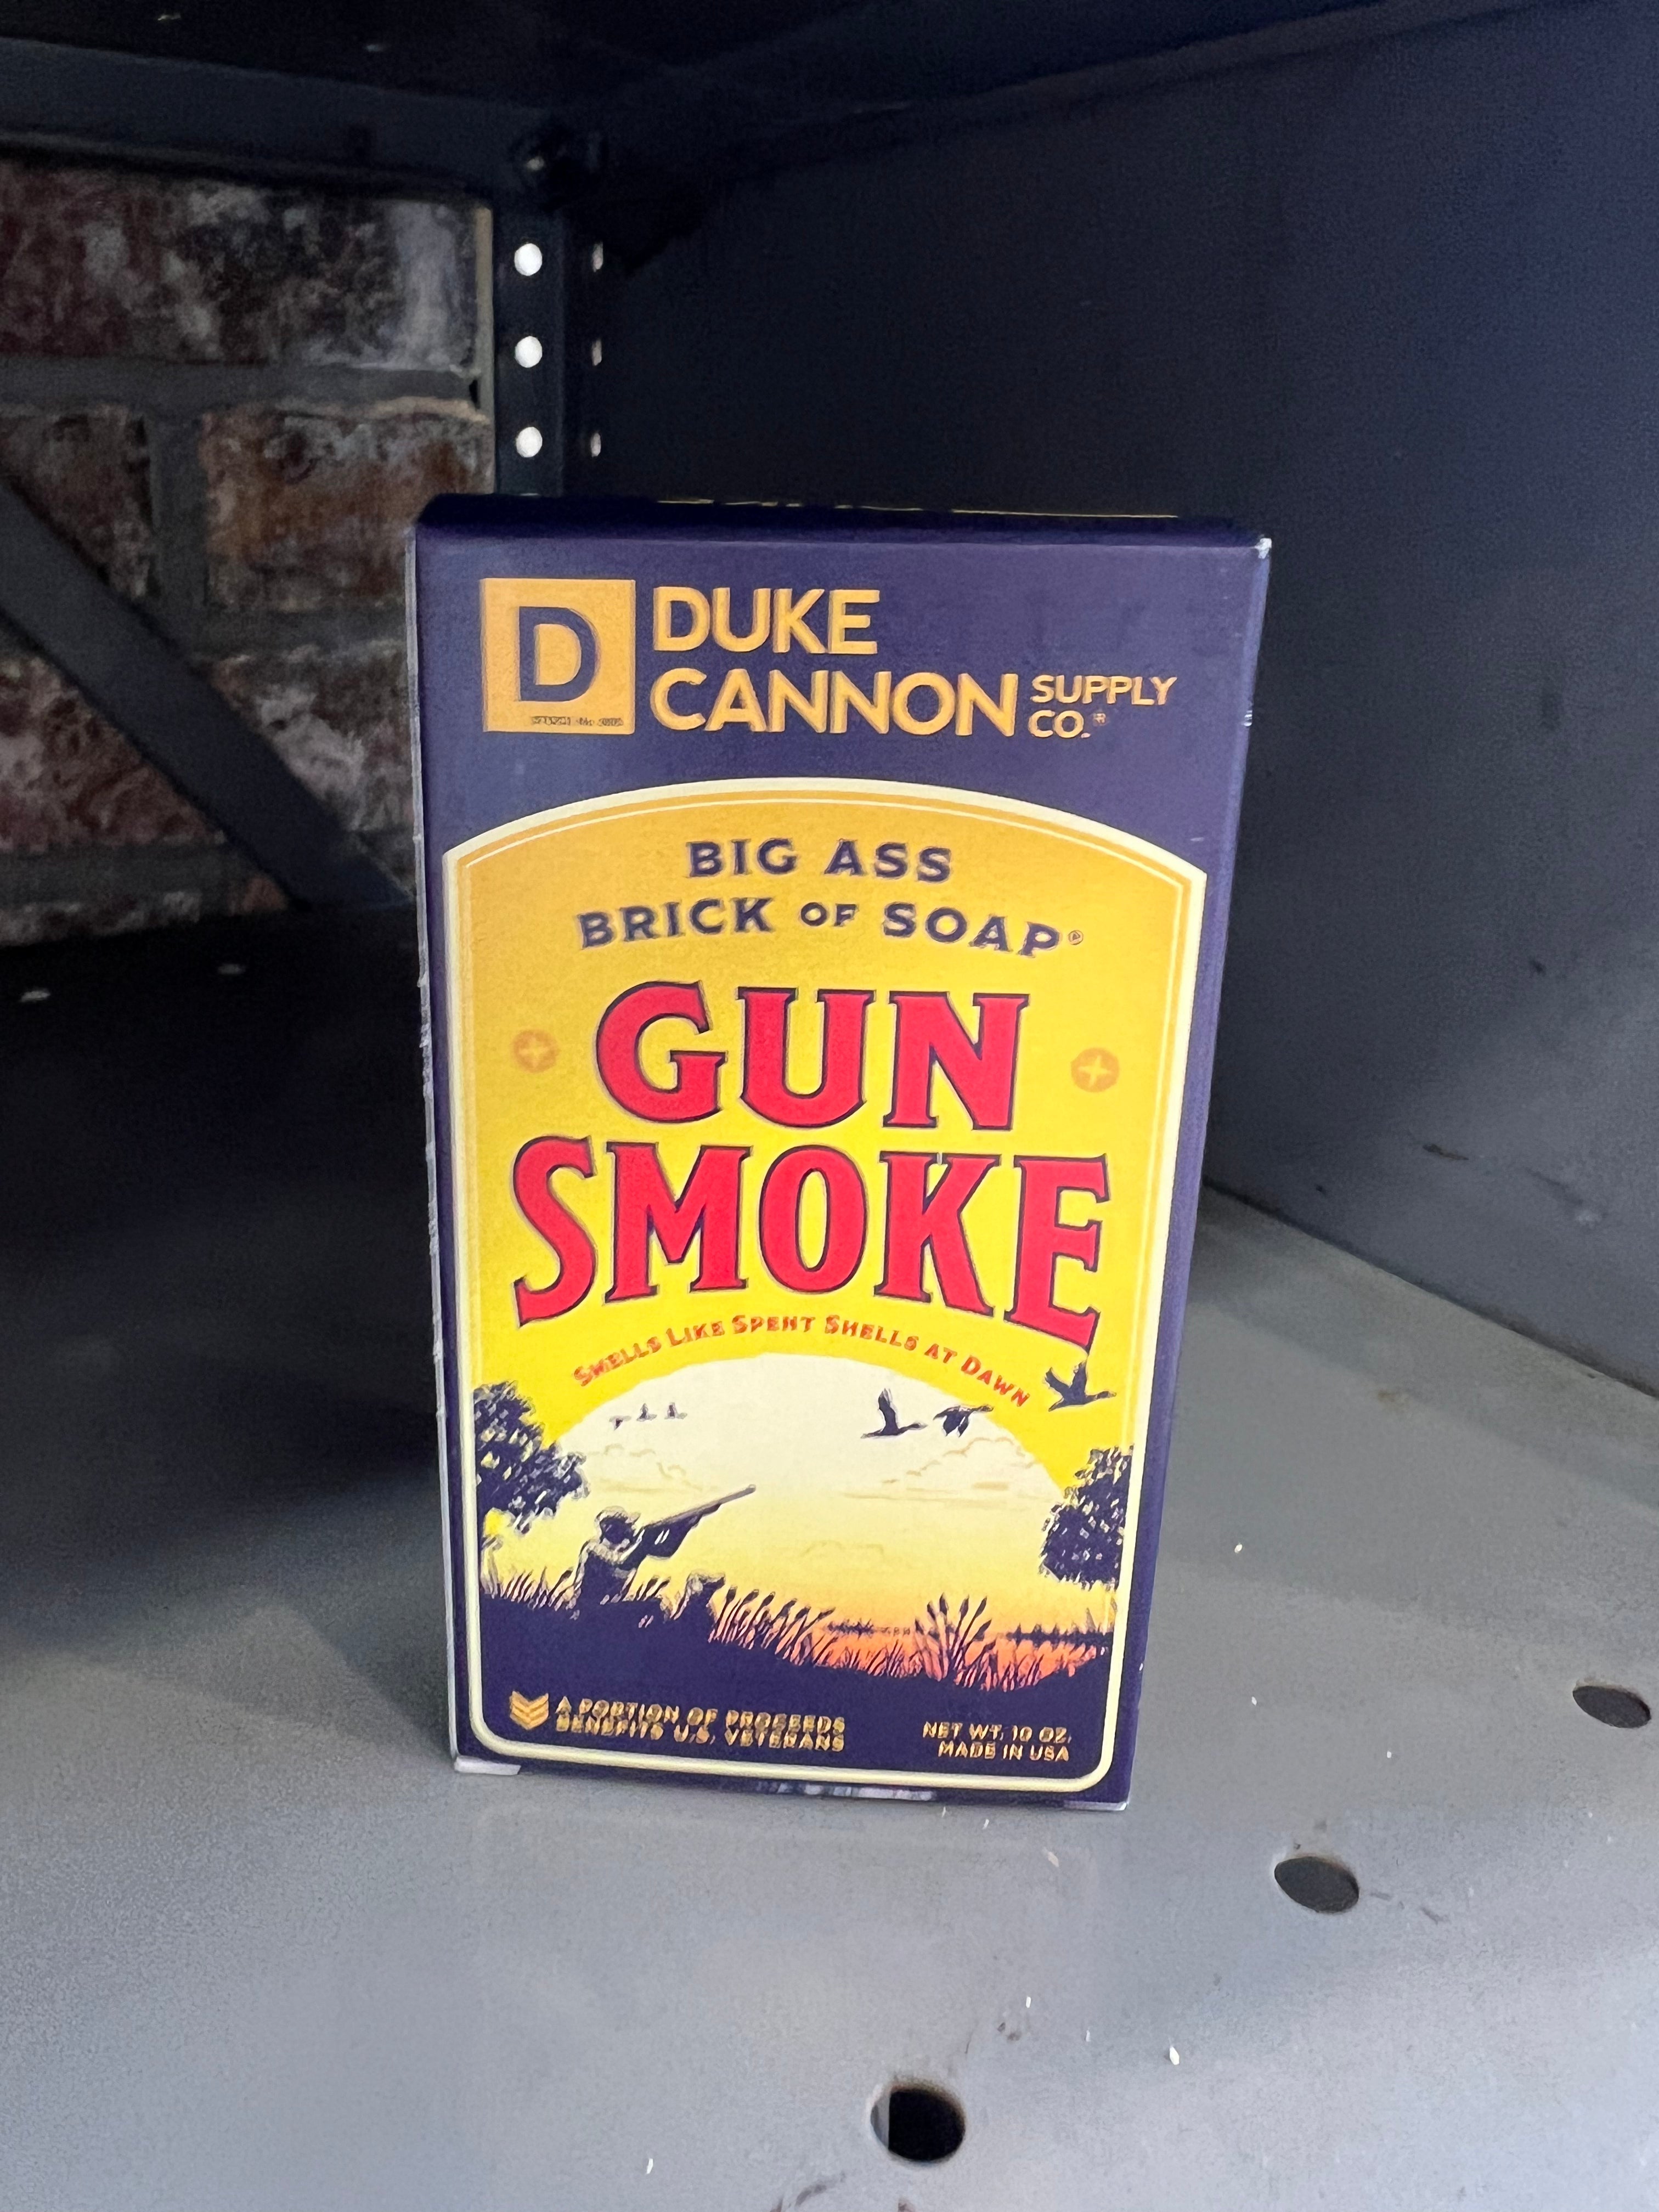 D
DUKE
CANNON SUPPLY
CO.®
BIG ASS
BRICK OF SOAP®
GUN
SMOKE
SMELLS LIKE SPENT SHELLS AT DAWN
A PORTION OF PROCEEDS
BENEFITS U.S. VETERANS
NET WT. 10 OZ.
MADE IN USA